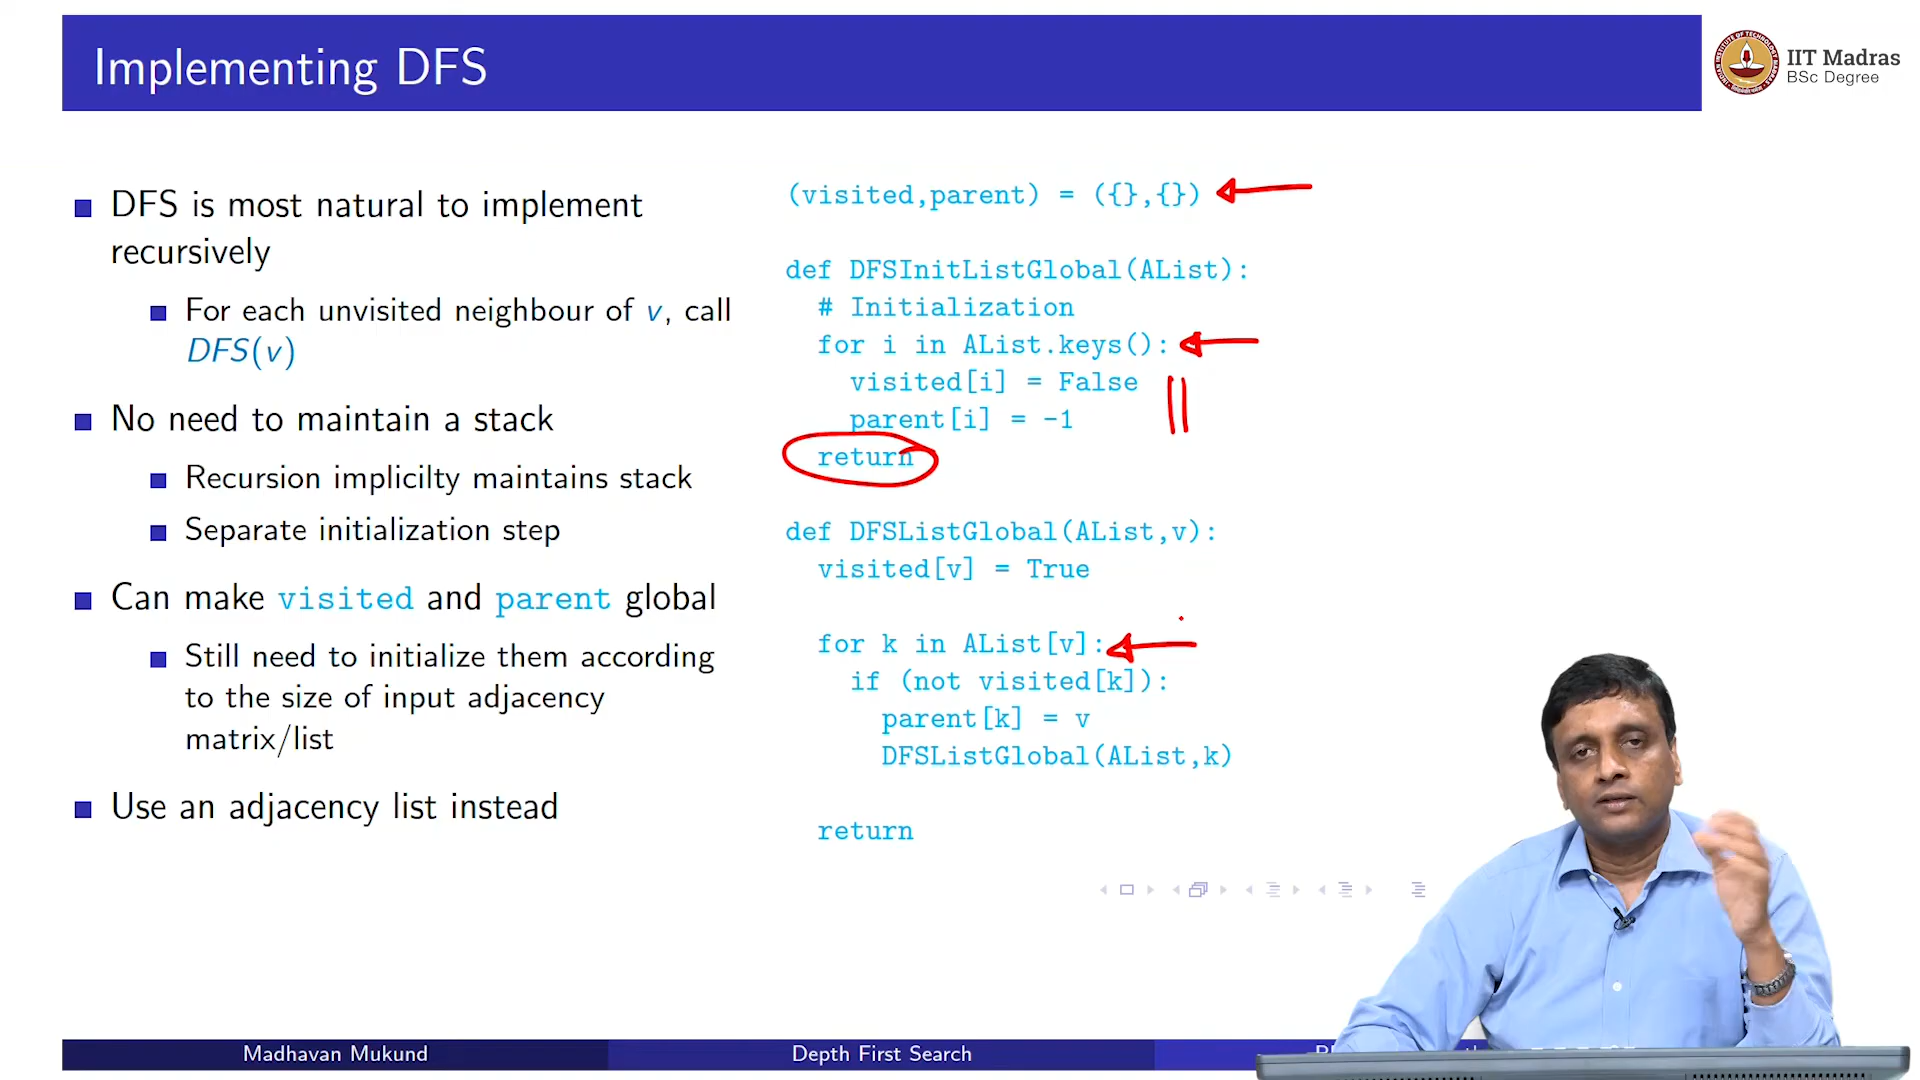 Implementing DFS
IIT Madras
BSc Degree
DFS is most natural to implement
recursively
For each unvisited neighbour of v, call
DFS(v)
No need to maintain a stack
Recursion implicilty maintains stack
Separate initialization step
Can make visited and parent global
Still need to initialize them according
to the size of input adjacency
matrix/list
Use an adjacency list instead
(visited,parent) = ({},{})
def DFSInitListGlobal(AList):
# Initialization
for i in AList.keys():
visited[i] = False
parent[i] = -1
return
def DFSListGlobal(AList,v):
visited[v] = True
for k in AList[v]:
if (not visited[k]):
parent[k] = v
DFSListGlobal(AList,k)
return
Madhavan Mukund
Depth First Search